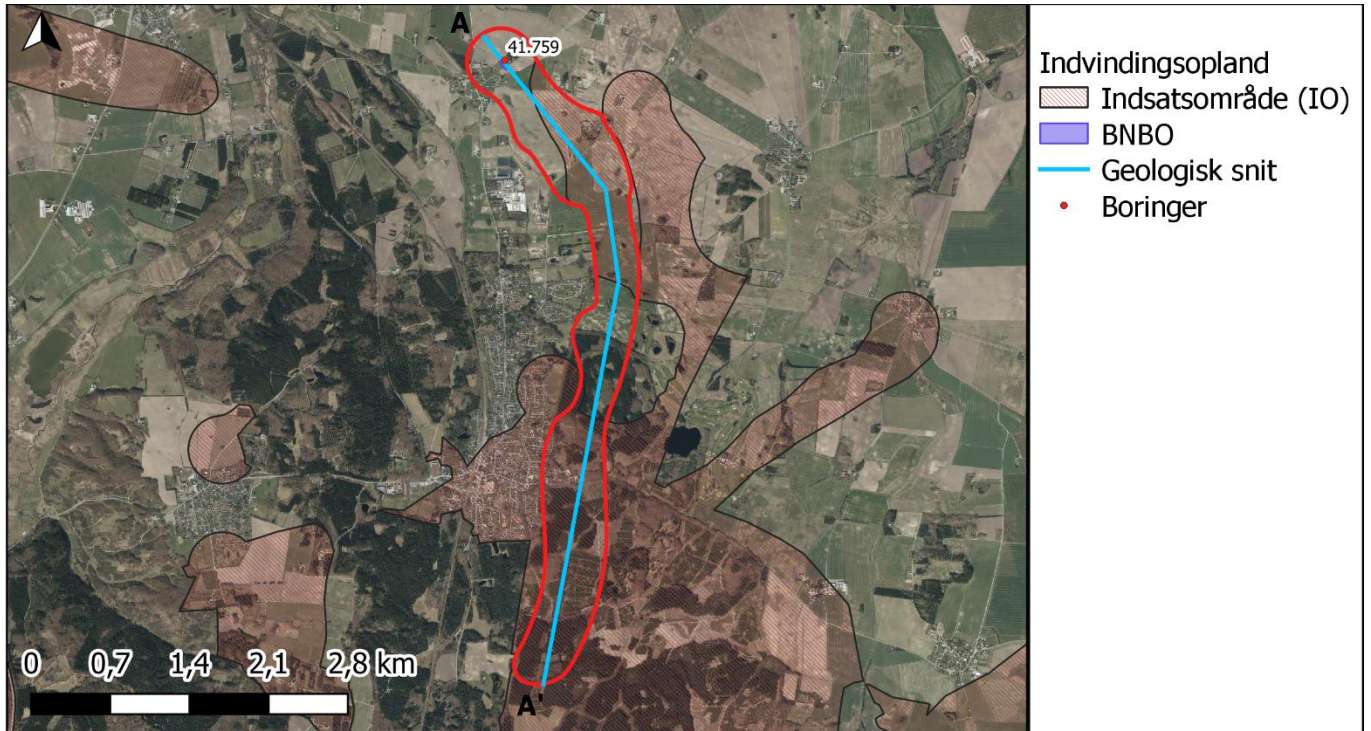 A
41.759
0 0,7 1,4 2,1 2,8 km
A'
Indvindingsopland
Indsatsområde (IO)
BNBO
Geologisk snit
Boringer